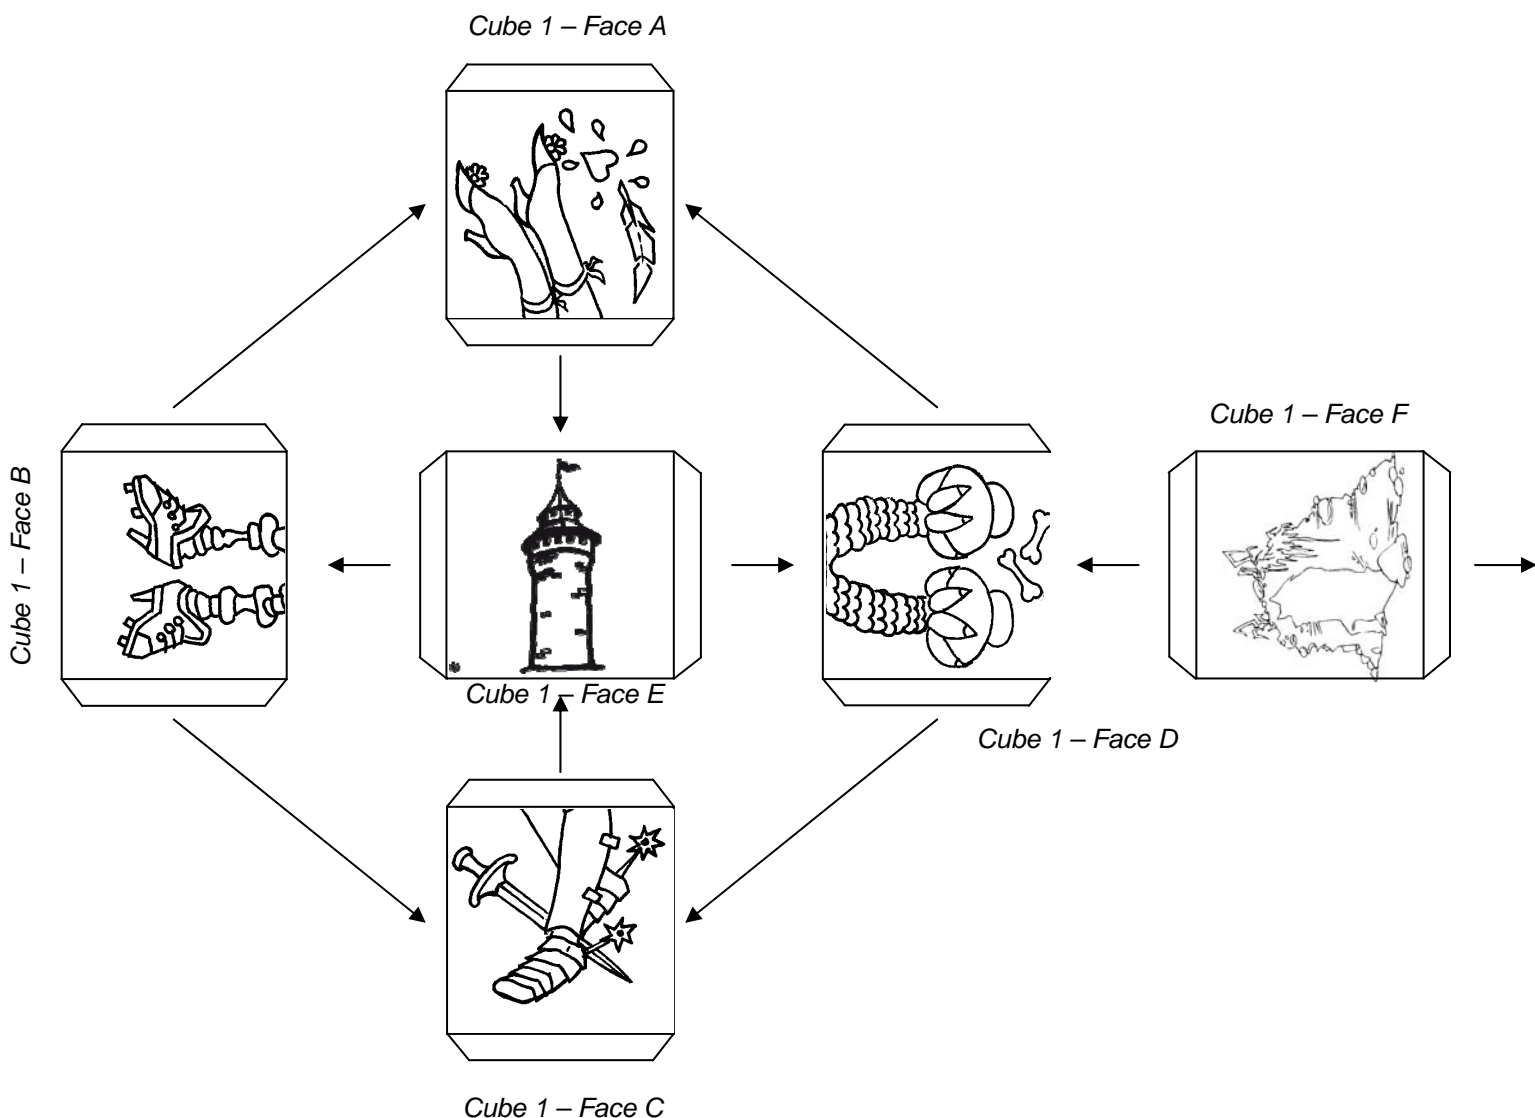 Cube 1 – Face A
Cube 1 – Face B
Cube 1 – Face F
Cube 1 – Face E
Cube 1 – Face D
Cube 1 – Face C